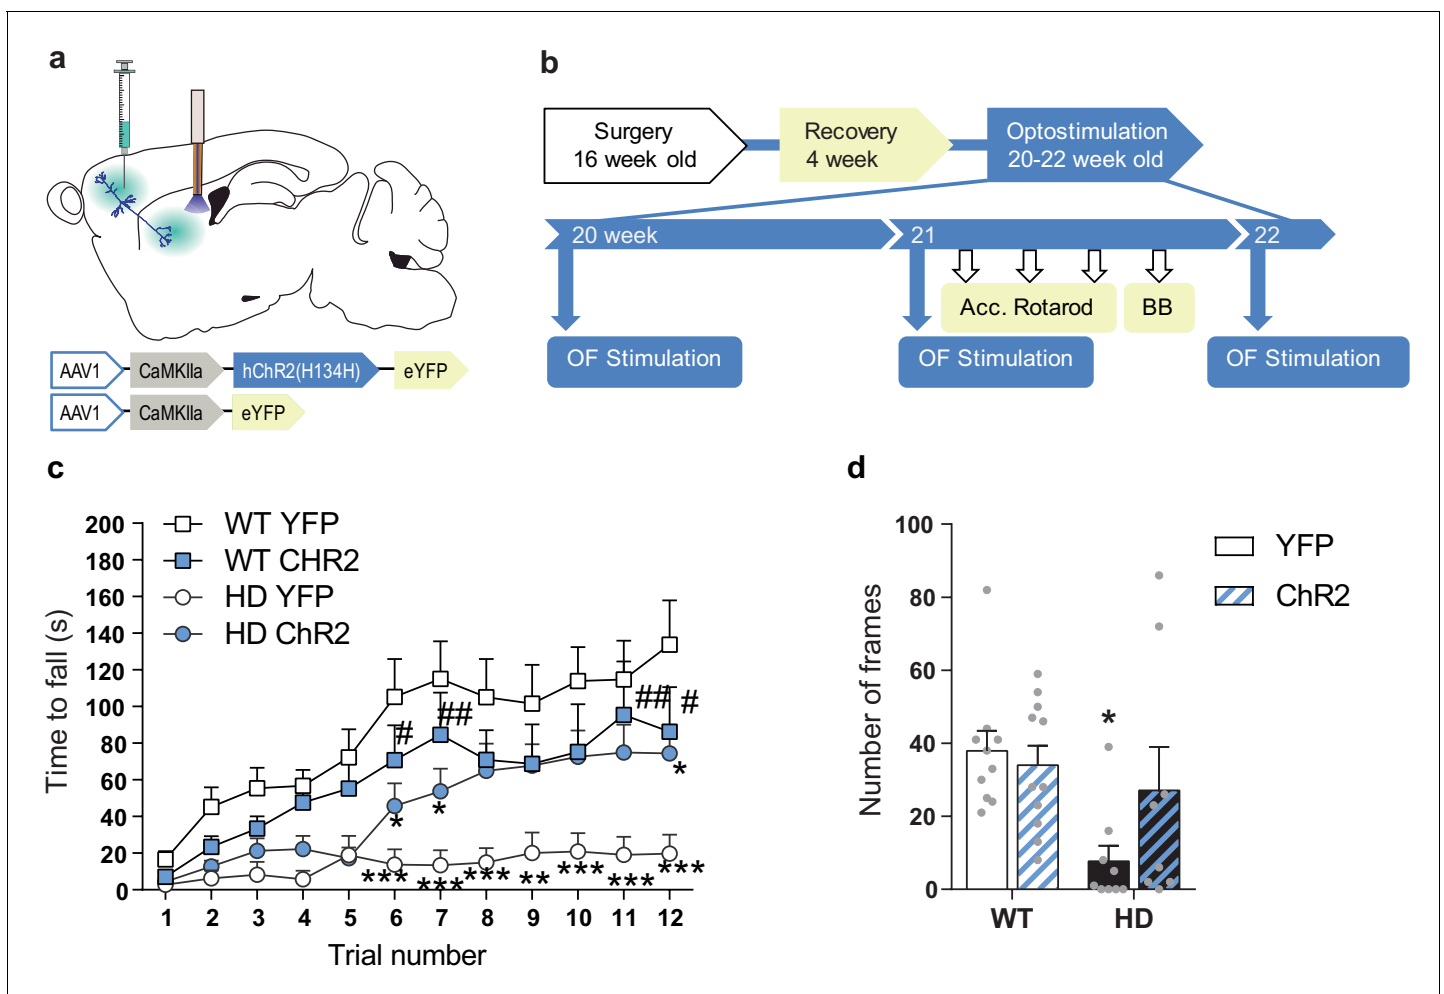 a
AAV1 CaMKIIa hChR2(H134H) eYFP
AAV1 CaMKIIa eYFP
b
Surgery
16 week old
Recovery
4 week
Optostimulation
20-22 week old
20 week 21 22
Acc. Rotarod BB
OF Stimulation OF Stimulation OF Stimulation
c
WT YFP
WT CHR2
HD YFP
HD ChR2
Time to fall (s)
200
180
160
140
120
100
80
60
40
20
0
# ## ## #
* * *
*** *** *** ** *** *** ***
1 2 3 4 5 6 7 8 9 10 11 12
Trial number
d
YFP
ChR2
Number of frames
100
80
60
40
20
0
*
WT HD